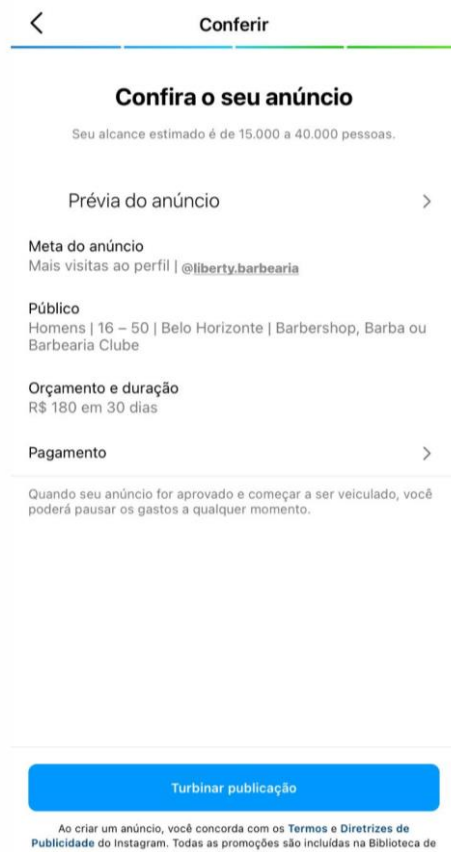 Conferir
Confira o seu anúncio
Seu alcance estimado é de 15.000 a 40.000 pessoas.
Prévia do anúncio
Meta do anúncio
Mais visitas ao perfil | @liberty.barbearia
Público
Homens | 16 – 50 | Belo Horizonte | Barbershop, Barba ou
Barbearia Clube
Orçamento e duração
R$ 180 em 30 dias
Pagamento
Quando seu anúncio for aprovado e começar a ser veiculado, você
poderá pausar os gastos a qualquer momento.
Turbinar publicação
Ao criar um anúncio, você concorda com os Termos e Diretrizes de
Publicidade do Instagram. Todas as promoções são incluídas na Biblioteca de